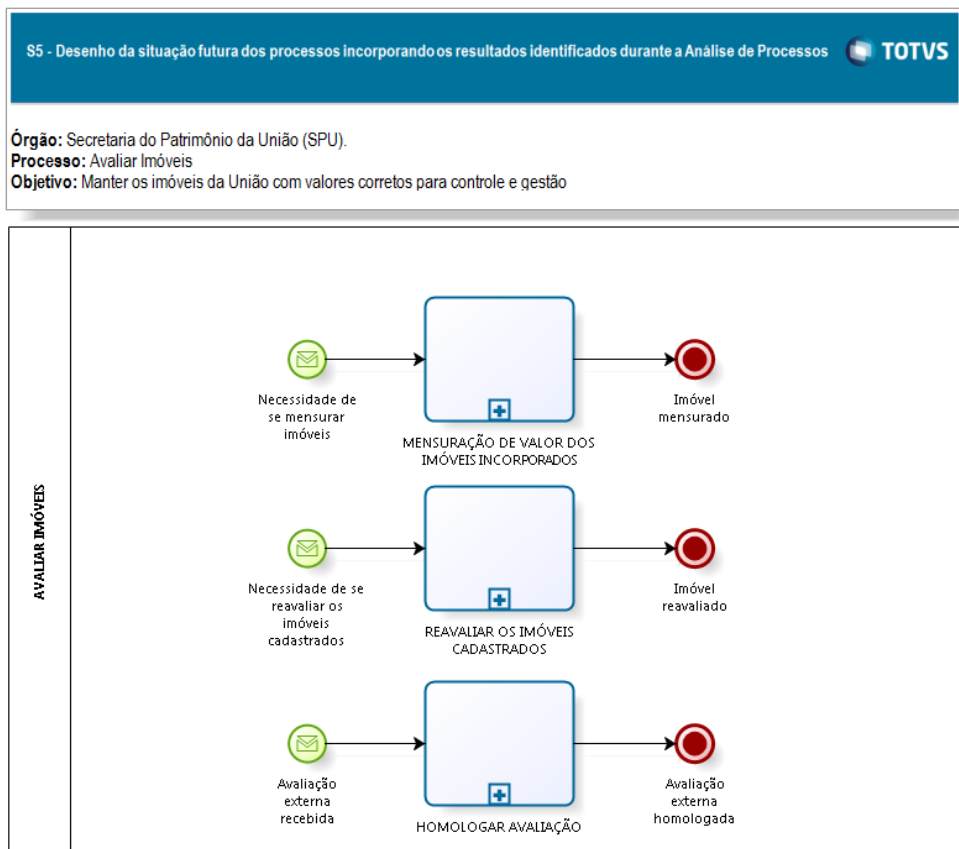 S5 - Desenho da situação futura dos processos incorporando os resultados identificados durante a Análise de Processos
TOTVS
Órgão: Secretaria do Patrimônio da União (SPU).
Processo: Avaliar Imóveis
Objetivo: Manter os imóveis da União com valores corretos para controle e gestão
AVALIAR IMÓVEIS
Necessidade de
se mensurar
imóveis
MENSURAÇÃO DE VALOR DOS
IMÓVEIS INCORPORADOS
Imóvel
mensurado
Necessidade de se
reavaliar os
imóveis
cadastrados
REAVALIAR OS IMÓVEIS
CADASTRADOS
Imóvel
reavaliado
Avaliação
externa
recebida
HOMOLOGAR AVALIAÇÃO
Avaliação
externa
homologada